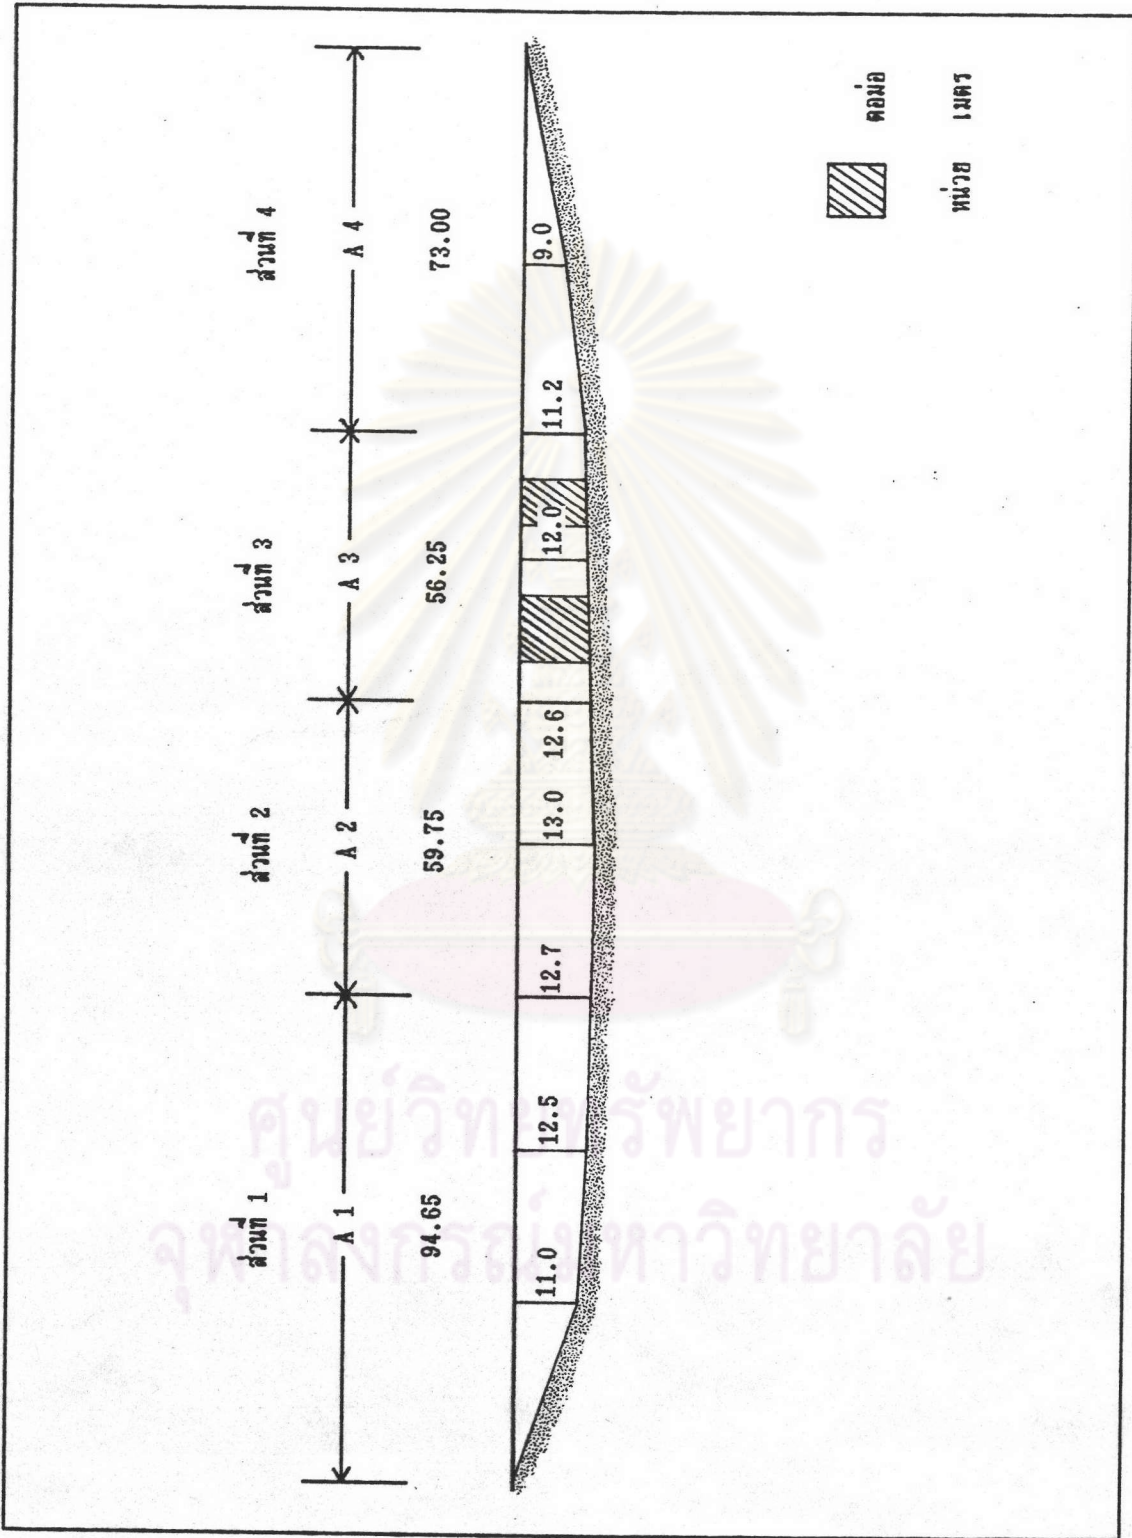 ส่วนที่ 1 ส่วนที่ 2 ส่วนที่ 3 ส่วนที่ 4
A 1 A 2 A 3 A 4
94.65 59.75 56.25 73.00
11.0 12.5 12.7 13.0 12.6 12.0 11.2 9.0
ตอม่อ
หน่วย เมตร
ศูนย์วิทยทรัพยากร
จุฬาลงกรณ์มหาวิทยาลัย